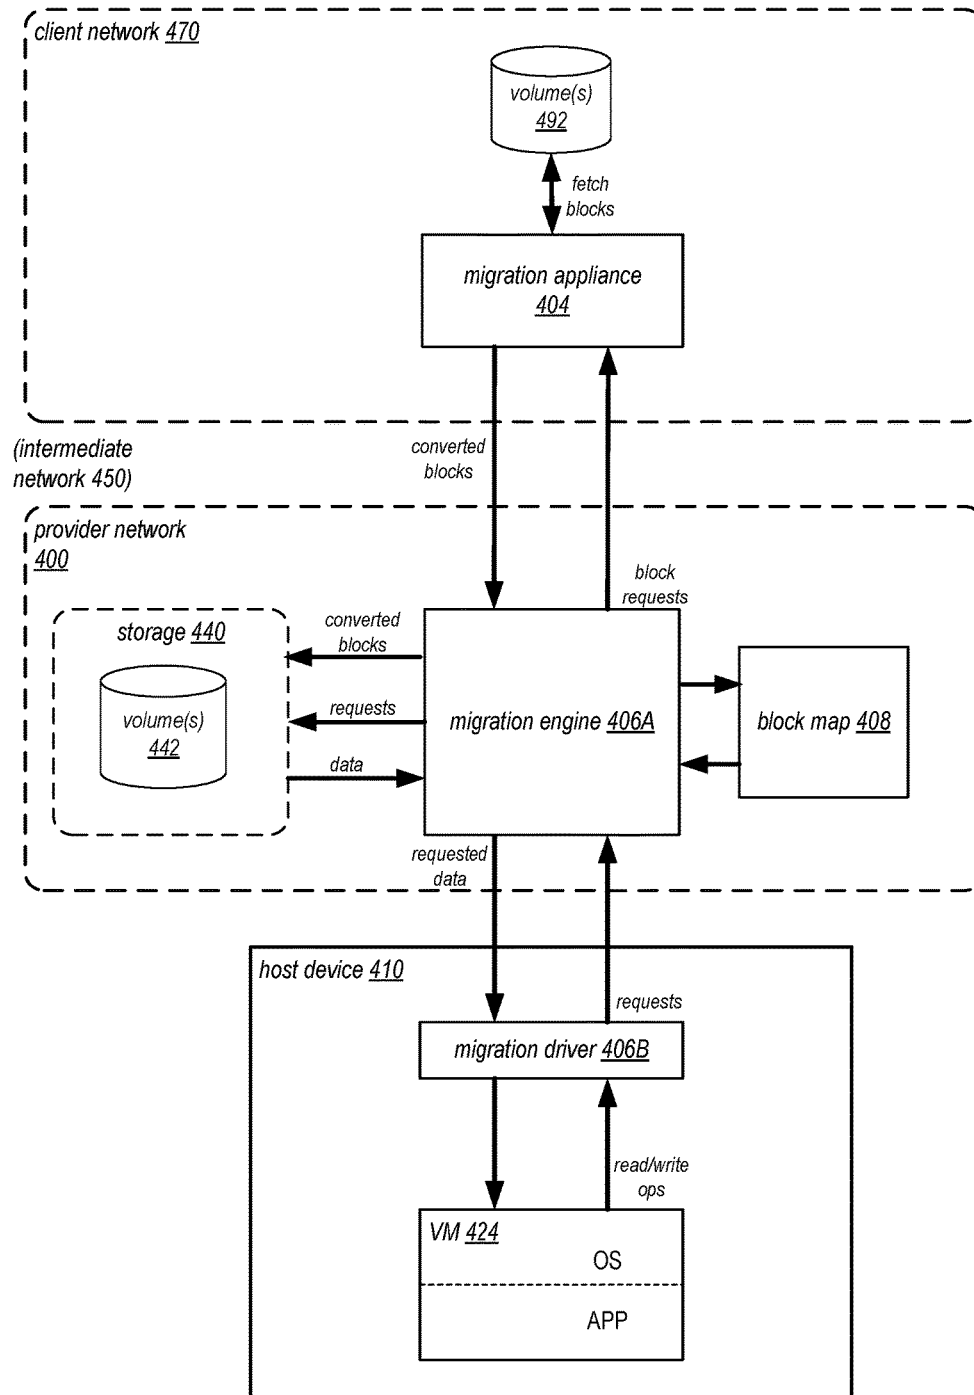 client network 470
volume(s)
492
fetch
blocks
migration appliance
404
(intermediate
network 450)
converted
blocks
provider network
400
block
requests
storage 440
converted
blocks
volume(s)
442
requests
data
migration engine 406A
block map 408
requested
data
host device 410
requests
migration driver 406B
read/write
ops
VM 424
OS
APP